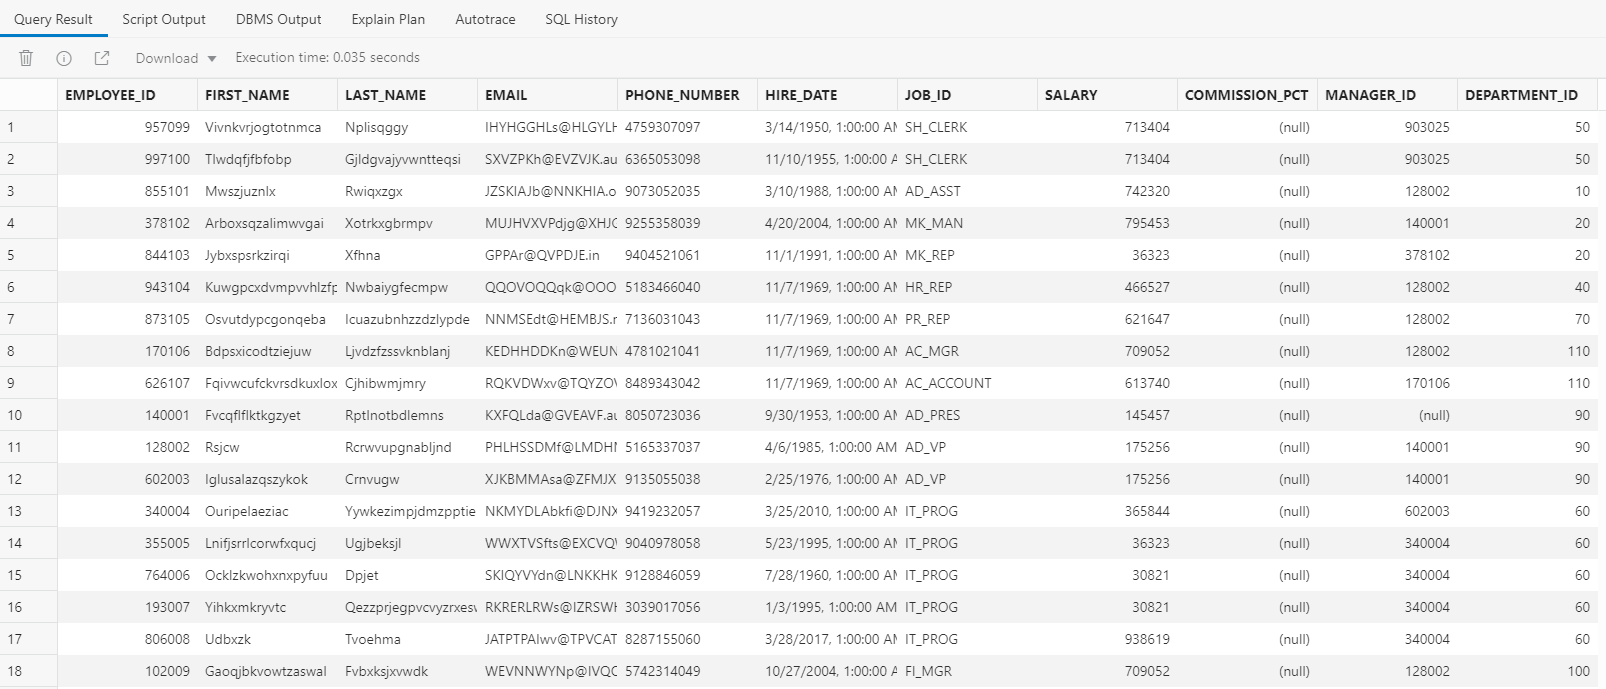 Query Result Script Output DBMS Output Explain Plan Autotrace SQL History
Download Execution time: 0.035 seconds
EMPLOYEE_ID FIRST_NAME LAST_NAME EMAIL PHONE_NUMBER HIRE_DATE JOB_ID SALARY COMMISSION_PCT MANAGER_ID DEPARTMENT_ID
1 957099 Vivnkvrjogtotnmca Nplisqggy IHYHGGHLs@HLGYLH 4759307097 3/14/1950, 1:00:00 AM SH_CLERK 713404 (null) 903025 50
2 997100 Tlwdqfjfbfobp Gjldgvajyvwntteqsi SXVZPKh@EVZVJK.au 6365053098 11/10/1955, 1:00:00 A SH_CLERK 713404 (null) 903025 50
3 855101 Mwszjuznlx Rwiqxzgx JZSKIAJb@NNKHIA.o 9073052035 3/10/1988, 1:00:00 AM AD_ASST 742320 (null) 128002 10
4 378102 Arboxsqzalimwvgai Xotrkxgbrmpv MUJHVXVPdjg@XHJC 9255358039 4/20/2004, 1:00:00 AM MK_MAN 795453 (null) 140001 20
5 844103 Jybxspsrkzirqi Xfhna GPPAr@QVPDJE.in 9404521061 11/1/1991, 1:00:00 AM MK_REP 36323 (null) 378102 20
6 943104 Kuwgpcxdvmpvvhlzfp Nwbaiygfecmpw QQOVOQQqk@OOO 5183466040 11/7/1969, 1:00:00 AM HR_REP 466527 (null) 128002 40
7 873105 Osvutdypcgonqeba Icuazubnhzzdzlypde NNMSEdt@HEMBJS.r 7136031043 11/7/1969, 1:00:00 AM PR_REP 621647 (null) 128002 70
8 170106 Bdpsxicodtziejuw Ljvdzfzssvknblanj KEDHHDDKn@WEUN 4781021041 11/7/1969, 1:00:00 AM AC_MGR 709052 (null) 128002 110
9 626107 Fqivwcufckvrsdkuxlox Cjhibwmjmry RQKVDWxv@TQYZOV 8489343042 11/7/1969, 1:00:00 AM AC_ACCOUNT 613740 (null) 170106 110
10 140001 Fvcqflflktkgzyet Rptlnotbdlemns KXFQLda@GVEAVF.au 8050723036 9/30/1953, 1:00:00 AM AD_PRES 145457 (null) (null) 90
11 128002 Rsjcw Rcrwvupgnabljnd PHLHSSDMf@LMDHM 5165337037 4/6/1985, 1:00:00 AM AD_VP 175256 (null) 140001 90
12 602003 Iglusalazqszykok Crnvugw XJKBMMAsa@ZFMJX 9135055038 2/25/1976, 1:00:00 AM AD_VP 175256 (null) 140001 90
13 340004 Ouripelaeziac Yywkezimpjdmzpptie NKMYDLAbkfi@DJNX 9419232057 3/25/2010, 1:00:00 AM IT_PROG 365844 (null) 602003 60
14 355005 Lnifjsrrlcorwfxqucj Ugjbeksjl WWXTVSfts@EXCVQV 9040978058 5/23/1995, 1:00:00 AM IT_PROG 36323 (null) 340004 60
15 764006 Ocklzkwohxnxpyfuu Dpjet SKIQYVYdn@LNKKHK 9128846059 7/28/1960, 1:00:00 AM IT_PROG 30821 (null) 340004 60
16 193007 Yihkxmkryvtc Qezzprjegpvcvyzrxesw RKRERLRWs@IZRSWH 3039017056 1/3/1995, 1:00:00 AM IT_PROG 30821 (null) 340004 60
17 806008 Udbxzk Tvoehma JATPTPAlwv@TPVCAT 8287155060 3/28/2017, 1:00:00 AM IT_PROG 938619 (null) 340004 60
18 102009 Gaoqjbkvowtzaswal Fvbxksjxvwdk WEVNNWYNp@IVQC 5742314049 10/27/2004, 1:00:00 A FI_MGR 709052 (null) 128002 100